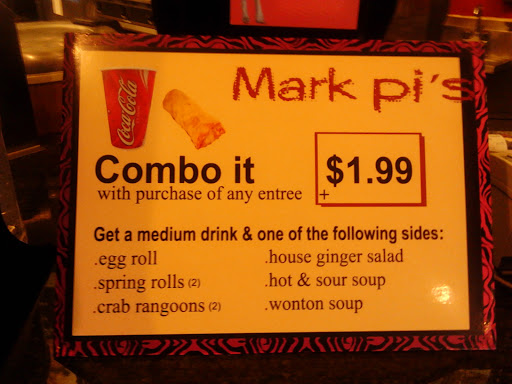 Mark pi's
Coca-Cola
Combo it
with purchase of any entree
+
$1.99
Get a medium drink & one of the following sides:
.egg roll
.spring rolls (2)
.crab rangoons (2)
.house ginger salad
.hot & sour soup
.wonton soup